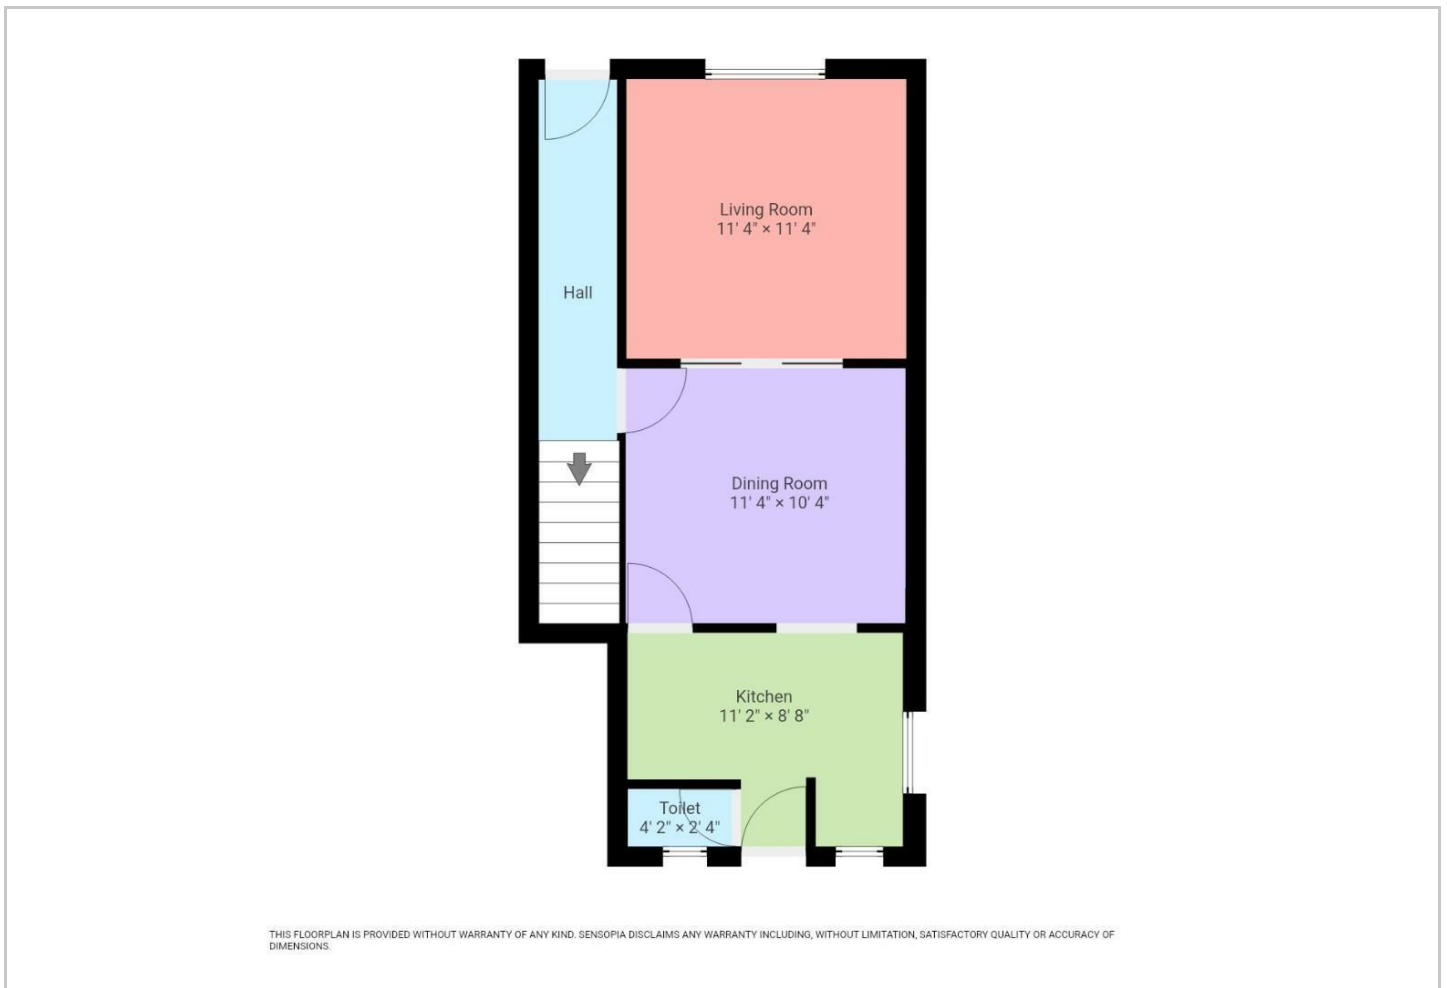 Living Room
11' 4" × 11' 4"
Hall
Dining Room
11' 4" × 10' 4"
Kitchen
11' 2" × 8' 8"
Toilet
4' 2" × 2' 4"
THIS FLOORPLAN IS PROVIDED WITHOUT WARRANTY OF ANY KIND. SENSOPIA DISCLAIMS ANY WARRANTY INCLUDING, WITHOUT LIMITATION, SATISFACTORY QUALITY OR ACCURACY OF
DIMENSIONS.